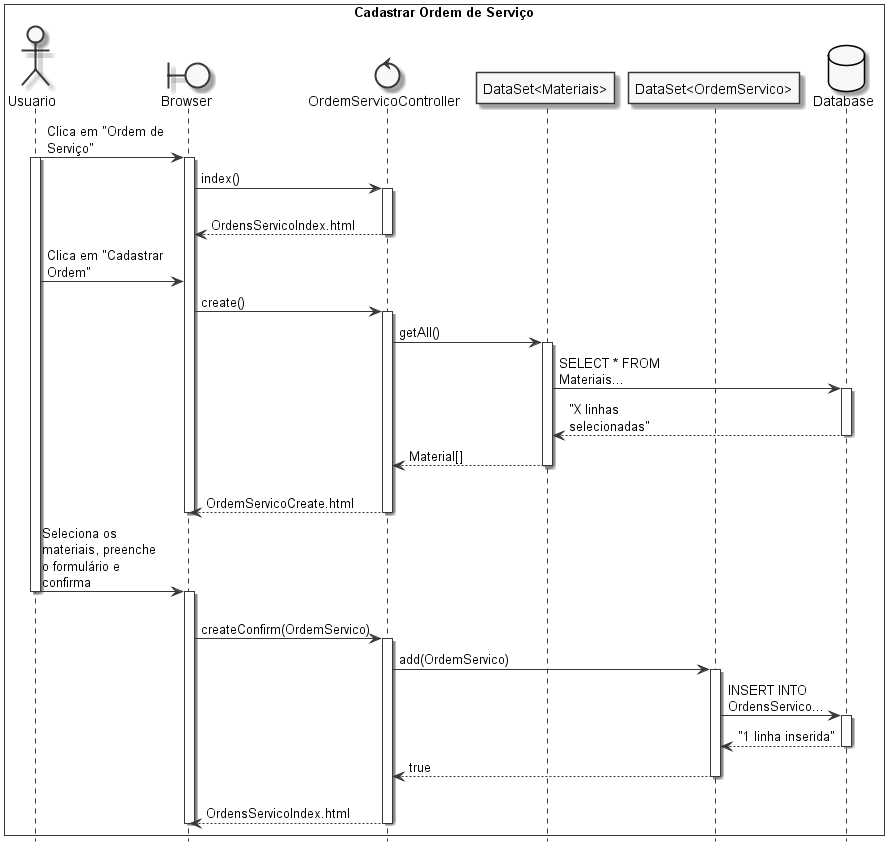 Cadastrar Ordem de Serviço
Usuario
Browser
OrdemServicoController
DataSet<Materiais>
DataSet<OrdemServico>
Database
Clica em "Ordem de
Serviço"
index()
OrdensServicoIndex.html
Clica em "Cadastrar
Ordem"
create()
getAll()
SELECT * FROM
Materiais...
"X linhas
selecionadas"
Material[]
OrdemServicoCreate.html
Seleciona os
materiais, preenche
o formulário e
confirma
createConfirm(OrdemServico)
add(OrdemServico)
INSERT INTO
OrdensServico...
"1 linha inserida"
true
OrdensServicoIndex.html